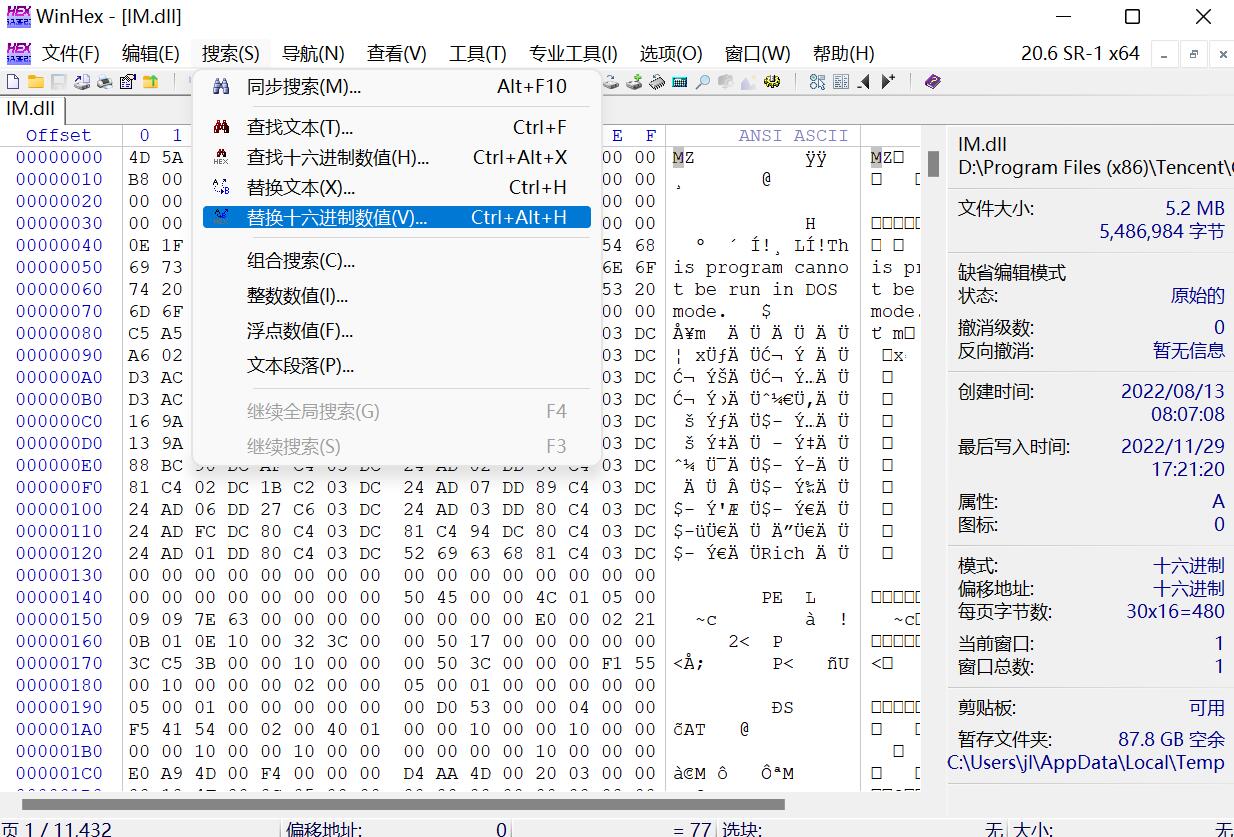 WinHex - [IM.dll]
文件(F) 编辑(E) 搜索(S) 导航(N) 查看(V) 工具(T) 专业工具(I) 选项(O) 窗口(W) 帮助(H) 20.6 SR-1 x64
IM.dll
同步搜索(M)... Alt+F10
查找文本(T)... Ctrl+F
查找十六进制数值(H)... Ctrl+Alt+X
替换文本(X)... Ctrl+H
替换十六进制数值(V)... Ctrl+Alt+H
组合搜索(C)...
整数数值(I)...
浮点数值(F)...
文本段落(P)...
继续全局搜索(G) F4
继续搜索(S) F3
Offset 0 1 E F ANSI ASCII
00000000 4D 5A 00 00 MZ ÿÿ MZ
00000010 B8 00 00 00 ¸ @
00000020 00 00 00 00
00000030 00 00 00 00 H
00000040 0E 1F 54 68 º ´ Í!¸ LÍ!Th
00000050 69 73 6E 6F is program canno is pr
00000060 74 20 53 20 t be run in DOS t be
00000070 6D 6F 00 00 mode. $ mode.
00000080 C5 A5 03 DC Å¥m Ä ÜÄ ÜÄ Ü
00000090 A6 02 03 DC
000000A0 D3 AC 03 DC
000000B0 D3 AC 03 DC
000000C0 16 9A 03 DC
000000D0 13 9A 03 DC
000000E0 88 BC 24 AD 02 DD 03 DC
000000F0 81 C4 02 DC 1B C2 03 DC 24 AD 07 DD 89 C4 03 DC Ä Ü Â Ü$- Ý‰Ä Ü
00000100 24 AD 06 DD 27 C6 03 DC 24 AD 03 DD 80 C4 03 DC $- Ý'Æ Ü$- Ý€Ä Ü
00000110 24 AD FC DC 80 C4 03 DC 81 C4 94 DC 80 C4 03 DC $-üÜ€Ä Ü Ä”Ü€Ä Ü
00000120 24 AD 01 DD 80 C4 03 DC 52 69 63 68 81 C4 03 DC $- Ý€Ä ÜRich Ä Ü
00000130 00 00 00 00 00 00 00 00 00 00 00 00 00 00 00 00
00000140 00 00 00 00 00 00 00 00 50 45 00 00 4C 01 05 00 PE L
00000150 09 09 7E 63 00 00 00 00 00 00 00 00 E0 00 02 21 ~c à ! ~c
00000160 0B 01 0E 10 00 32 3C 00 00 50 17 00 00 00 00 00 2< P
00000170 3C C5 3B 00 00 10 00 00 00 50 3C 00 00 00 F1 55 <Å; P< ñU <
00000180 00 10 00 00 00 02 00 00 05 00 01 00 00 00 00 00
00000190 05 00 01 00 00 00 00 00 00 D0 53 00 00 04 00 00 ÐS
000001A0 F5 41 54 00 02 00 40 01 00 00 10 00 00 10 00 00 õAT @
000001B0 00 00 10 00 00 10 00 00 00 00 00 00 10 00 00 00
000001C0 E0 A9 4D 00 F4 00 00 00 D4 AA 4D 00 20 03 00 00 à©M ô ÔªM
IM.dll
D:\Program Files (x86)\Tencent\
文件大小: 5.2 MB
5,486,984 字节
缺省编辑模式
状态: 原始的
撤消级数: 0
反向撤消: 暂无信息
创建时间: 2022/08/13
08:07:08
最后写入时间: 2022/11/29
17:21:20
属性: A
图标: 0
模式: 十六进制
偏移地址: 十六进制
每页字节数: 30x16=480
当前窗口: 1
窗口总数: 1
剪贴板: 可用
暂存文件夹: 87.8 GB 空余
C:\Users\jl\AppData\Local\Temp
页 1 / 11,432 偏移地址: 0 = 77 选块: 无 大小: 无